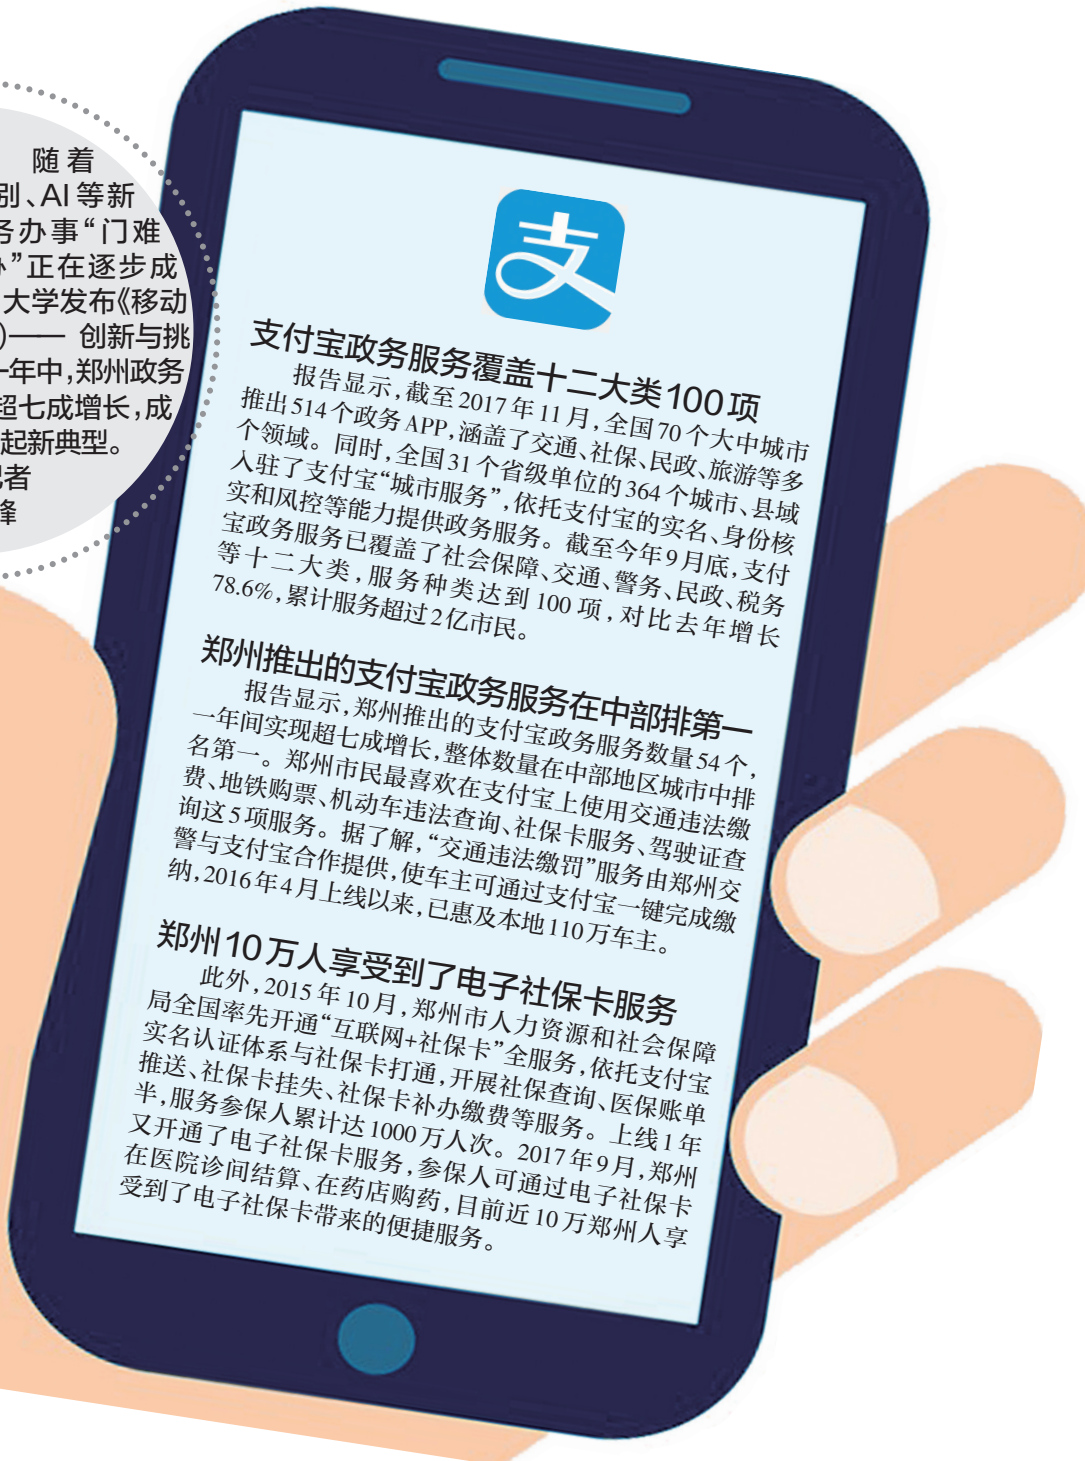 随着
别、AI等新
务办事“门难
办”正在逐步成
大学发布《移动
)—— 创新与挑
一年中,郑州政务
超七成增长,成
起新典型。
记者
峰
支
支付宝政务服务覆盖十二大类100项
报告显示,截至2017年11月,全国70个大中城市
推出514个政务APP,涵盖了交通、社保、民政、旅游等多
个领域。同时,全国31个省级单位的364个城市、县域
入驻了支付宝“城市服务”,依托支付宝的实名、身份核
实和风控等能力提供政务服务。截至今年9月底,支付
宝政务服务已覆盖了社会保障、交通、警务、民政、税务
等十二大类,服务种类达到100项,对比去年增长
78.6%,累计服务超过2亿市民。
郑州推出的支付宝政务服务在中部排第一
报告显示,郑州推出的支付宝政务服务数量54个,
一年间实现超七成增长,整体数量在中部地区城市中排
名第一。郑州市民最喜欢在支付宝上使用交通违法缴
费、地铁购票、机动车违法查询、社保卡服务、驾驶证查
询这5项服务。据了解,“交通违法缴罚”服务由郑州交
警与支付宝合作提供,使车主可通过支付宝一键完成缴
纳,2016年4月上线以来,已惠及本地110万车主。
郑州10万人享受到了电子社保卡服务
此外,2015年10月,郑州市人力资源和社会保障
局全国率先开通“互联网+社保卡”全服务,依托支付宝
实名认证体系与社保卡打通,开展社保查询、医保账单
推送、社保卡挂失、社保卡补办缴费等服务。上线1年
半,服务参保人累计达1000万人次。2017年9月,郑州
又开通了电子社保卡服务,参保人可通过电子社保卡
在医院诊间结算、在药店购药,目前近10万郑州人享
受到了电子社保卡带来的便捷服务。